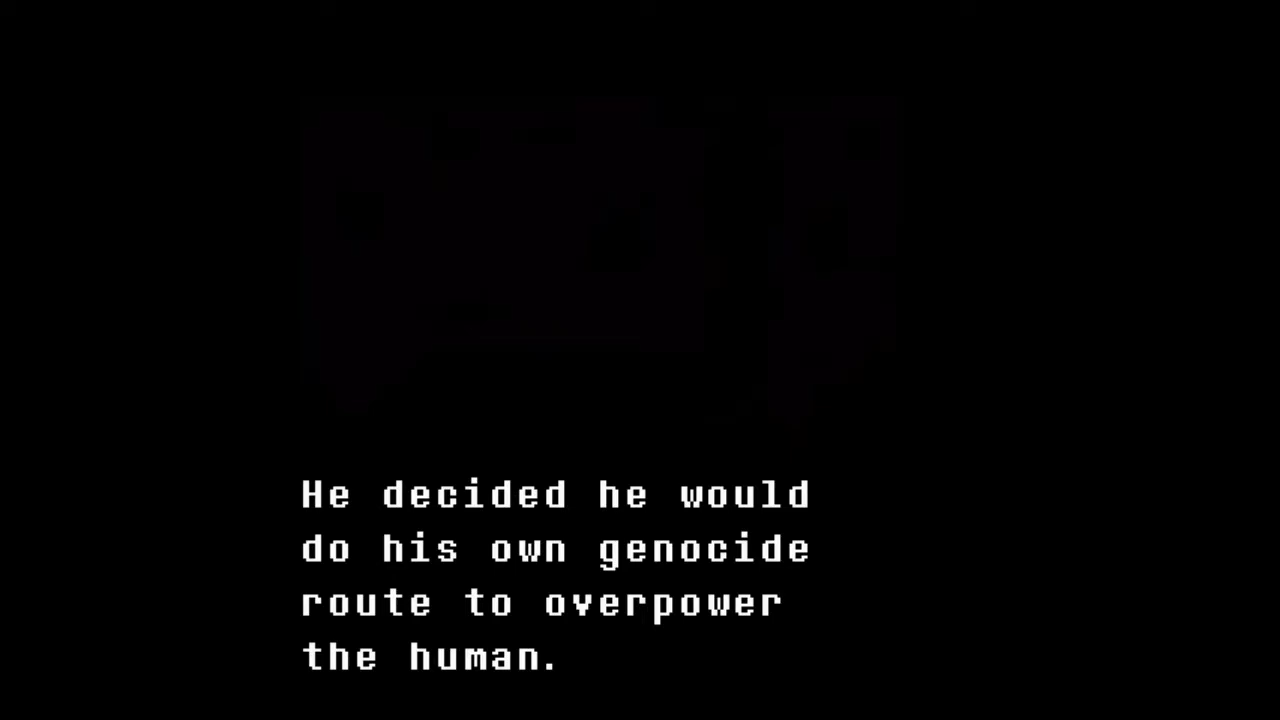 He decided he would
do his own genocide
route to overpower
the human.